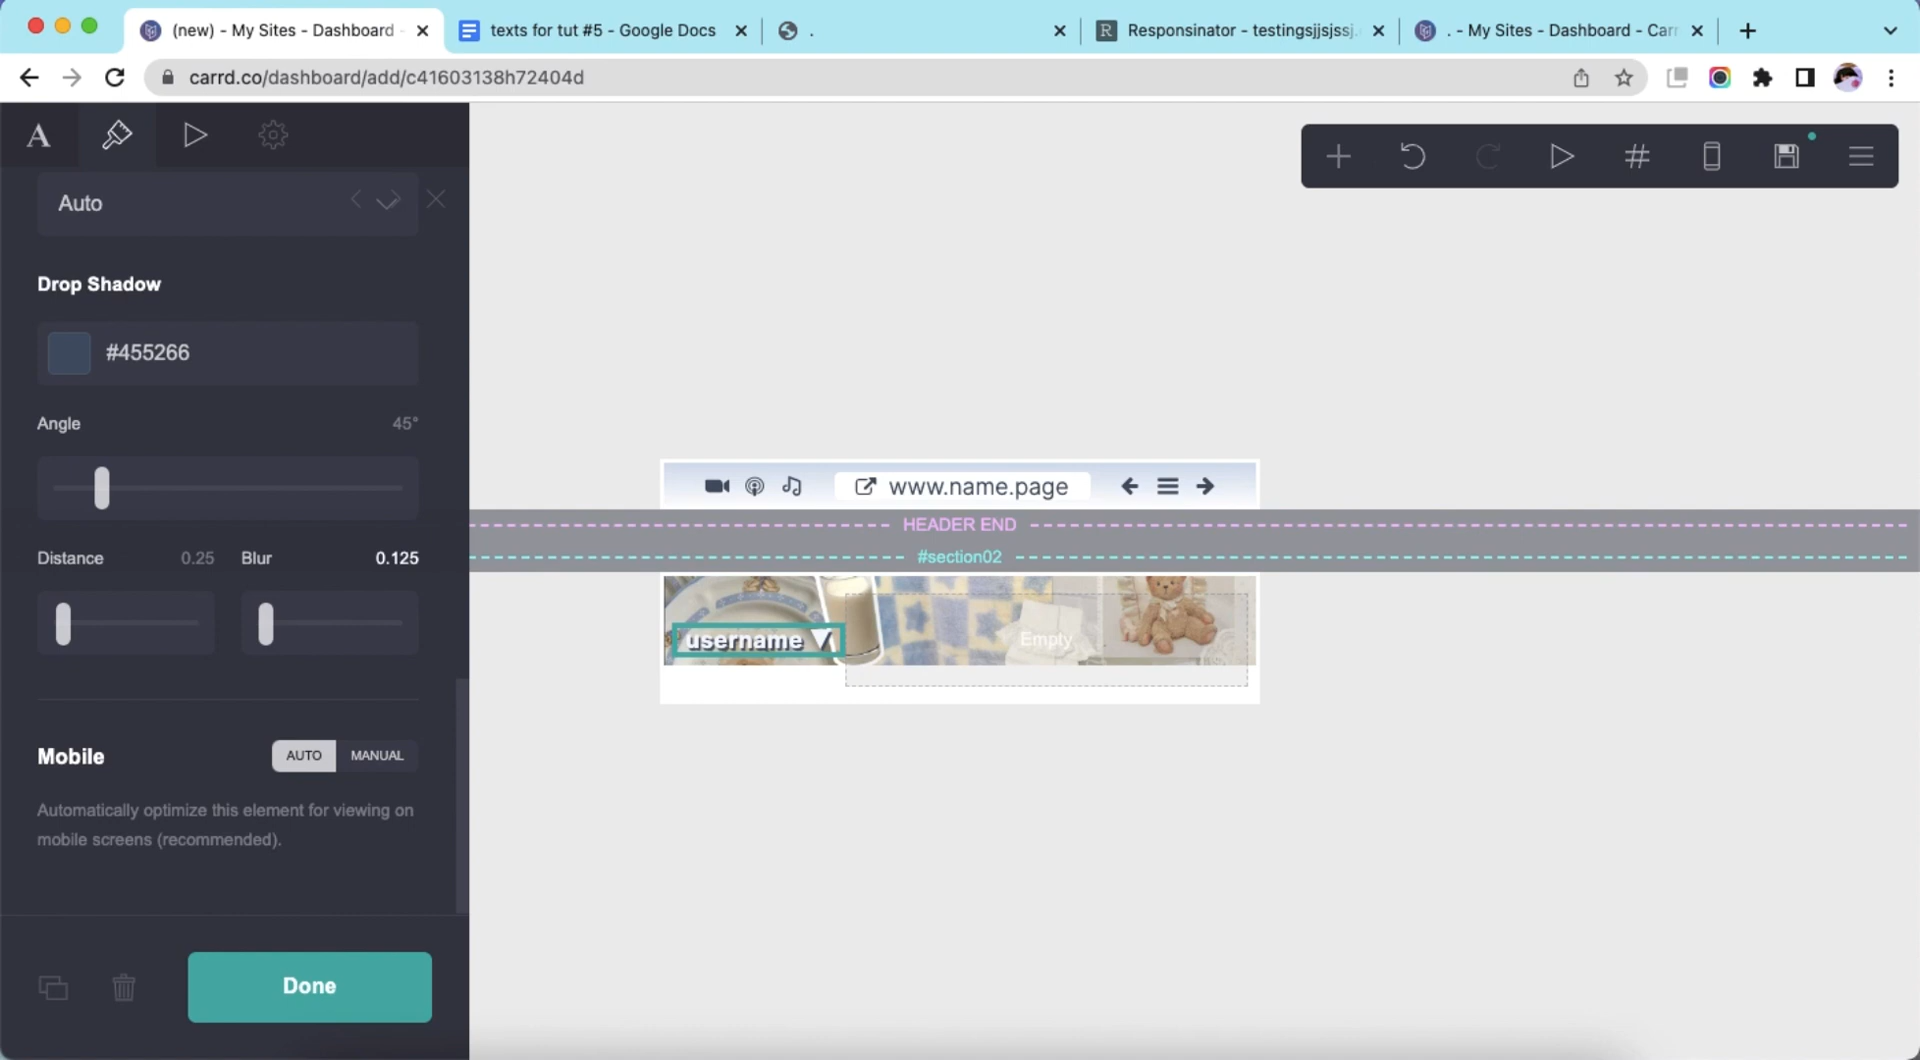 (new) - My Sites - Dashboard -
texts for tut #5 - Google Docs
.
Responsinator - testingsjjsjssj.
. - My Sites - Dashboard - Carr
carrd.co/dashboard/add/c41603138h72404d
A
Auto
Drop Shadow
#455266
Angle 45°
Distance 0.25 Blur 0.125
Mobile AUTO MANUAL
Automatically optimize this element for viewing on
mobile screens (recommended).
Done
www.name.page
HEADER END
#section02
username
Empty